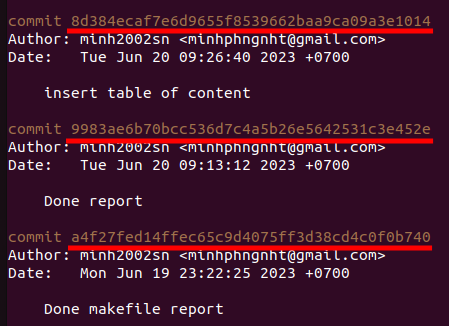 commit 8d384ecaf7e6d9655f8539662baa9ca09a3e1014
Author: minh2002sn <minhphngnht@gmail.com>
Date:   Tue Jun 20 09:26:40 2023 +0700
insert table of content
commit 9983ae6b70bcc536d7c4a5b26e5642531c3e452e
Author: minh2002sn <minhphngnht@gmail.com>
Date:   Tue Jun 20 09:13:12 2023 +0700
Done report
commit a4f27fed14ffec65c9d4075ff3d38cd4c0f0b740
Author: minh2002sn <minhphngnht@gmail.com>
Date:   Mon Jun 19 23:22:25 2023 +0700
Done makefile report